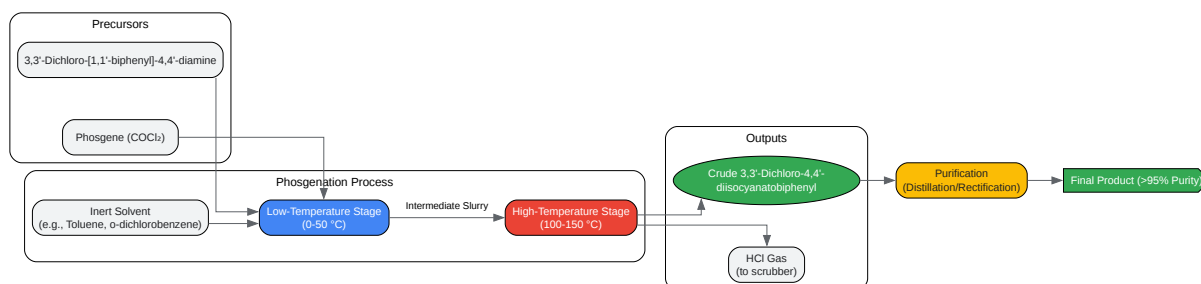 Precursors
3,3'-Dichloro-[1,1'-biphenyl]-4,4'-diamine
Phosgene (COCl₂)
Phosgenation Process
Inert Solvent
(e.g., Toluene, o-dichlorobenzene)
Low-Temperature Stage
(0-50 °C)
Intermediate Slurry
High-Temperature Stage
(100-150 °C)
Outputs
Crude 3,3'-Dichloro-4,4'-
diisocyanatobiphenyl
HCl Gas
(to scrubber)
Purification
(Distillation/Rectification)
Final Product (>95% Purity)